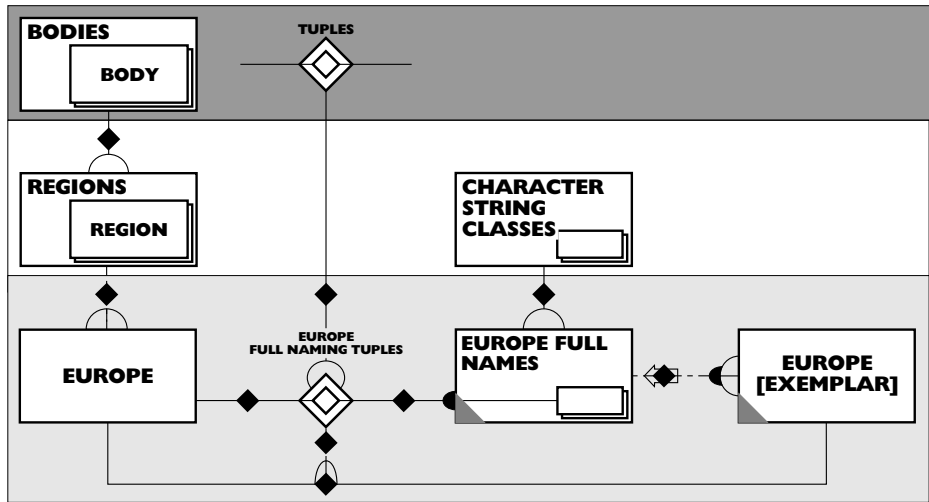 BODIES
BODY
TUPLES
REGIONS
REGION
CHARACTER
STRING
CLASSES
EUROPE
EUROPE
FULL NAMING TUPLES
EUROPE FULL
NAMES
EUROPE
[EXEMPLAR]